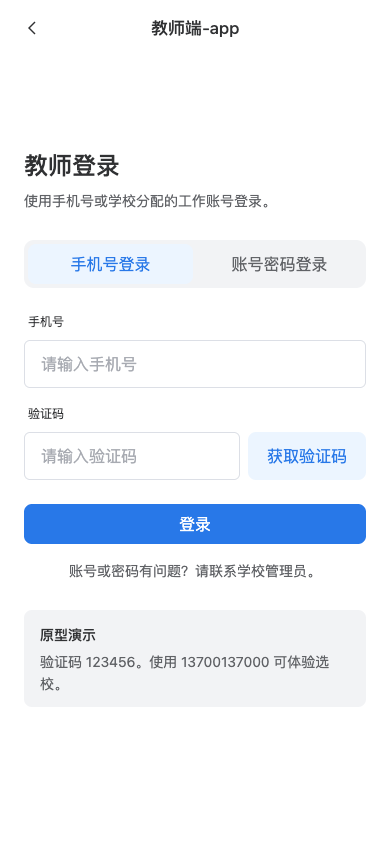 教师端-app
教师登录
使用手机号或学校分配的工作账号登录。
手机号登录
账号密码登录
手机号
请输入手机号
验证码
请输入验证码
获取验证码
登录
账号或密码有问题？请联系学校管理员。
原型演示
验证码 123456。使用 13700137000 可体验选
校。